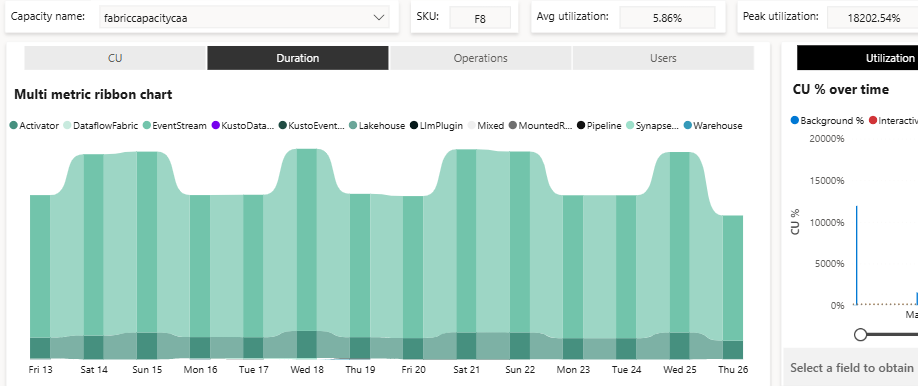 Capacity name: fabriccapacitycaa SKU: F8 Avg utilization: 5.86% Peak utilization: 18202.54%
CU Duration Operations Users
Multi metric ribbon chart
Activator DataflowFabric EventStream KustoData... KustoEvent... Lakehouse LlmPlugin Mixed MountedR... Pipeline Synapse... Warehouse
Fri 13 Sat 14 Sun 15 Mon 16 Tue 17 Wed 18 Thu 19 Fri 20 Sat 21 Sun 22 Mon 23 Tue 24 Wed 25 Thu 26
Utilization
CU % over time
Background % Interactiv
20000%
15000%
10000%
5000%
0%
CU %
Ma
Select a field to obtain